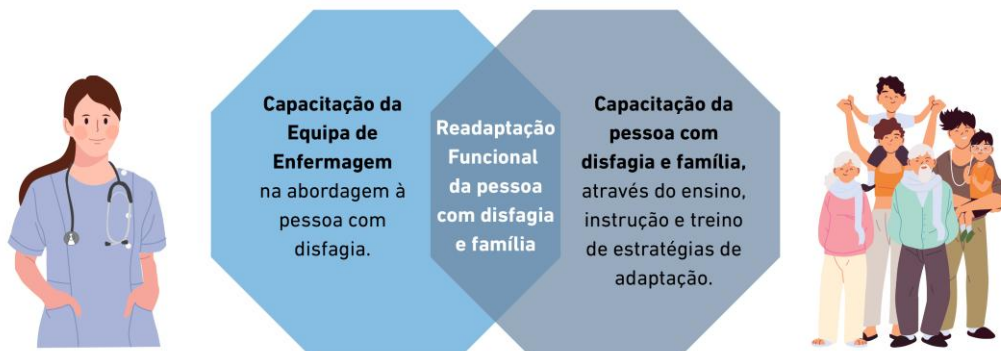 Capacitação da
Equipa de
Enfermagem
na abordagem à
pessoa com
disfagia.
Readaptação
Funcional
da pessoa
com disfagia
e família
Capacitação da
pessoa com
disfagia e família,
através do ensino,
instrução e treino
de estratégias de
adaptação.